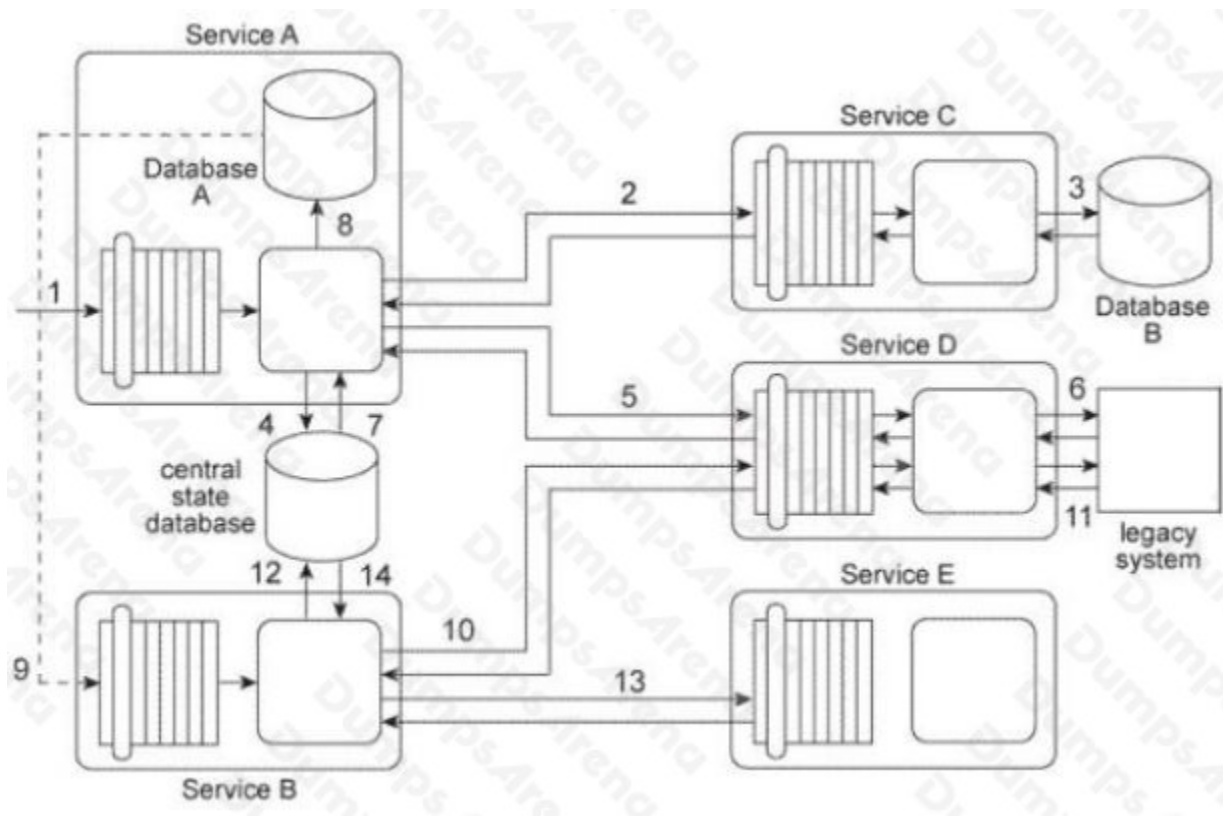 Service A
Database
A
8
1
4
7
central
state
database
12
14
9
Service B
10
13
2
5
Service C
3
Database
B
Service D
6
11
legacy
system
Service E
DumpsArena